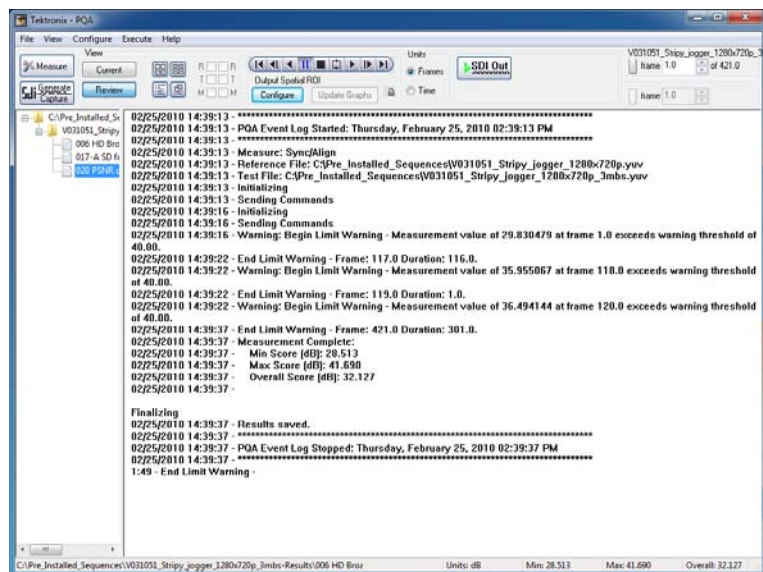 Tektronix - PQA
File View Configure Execute Help
Measure
View
Current
Generate
Capture
Review
R R
T T
M M
Output Spatial ROI
Configure Update Graphs
Units
Frames
Time
SDI Out
V031051_Stripy_jogger_1280x720p_3
frame 1.0 of 421.0
frame 1.0
C:\Pre_Installed_Se
V031051_Stripy
006 HD Bro
017-A SD fr
020 PSNR
02/25/2010 14:39:13 - ****************************************************************
02/25/2010 14:39:13 - PQA Event Log Started: Thursday, February 25, 2010 02:39:13 PM
02/25/2010 14:39:13 - ****************************************************************
02/25/2010 14:39:13 - Measure: Sync/Align
02/25/2010 14:39:13 - Reference File: C:\Pre_Installed_Sequences\V031051_Stripy_jogger_1280x720p.yuv
02/25/2010 14:39:13 - Test File: C:\Pre_Installed_Sequences\V031051_Stripy_jogger_1280x720p_3mbs.yuv
02/25/2010 14:39:13 - Initializing
02/25/2010 14:39:13 - Sending Commands
02/25/2010 14:39:16 - Initializing
02/25/2010 14:39:16 - Sending Commands
02/25/2010 14:39:16 - Warning: Begin Limit Warning - Measurement value of 29.830479 at frame 1.0 exceeds warning threshold of
40.00.
02/25/2010 14:39:22 - End Limit Warning - Frame: 117.0 Duration: 116.0.
02/25/2010 14:39:22 - Warning: Begin Limit Warning - Measurement value of 35.955067 at frame 118.0 exceeds warning threshold
of 40.00.
02/25/2010 14:39:22 - End Limit Warning - Frame: 119.0 Duration: 1.0.
02/25/2010 14:39:22 - Warning: Begin Limit Warning - Measurement value of 36.494144 at frame 120.0 exceeds warning threshold
of 40.00.
02/25/2010 14:39:37 - End Limit Warning - Frame: 421.0 Duration: 301.0.
02/25/2010 14:39:37 - Measurement Complete:
02/25/2010 14:39:37 - Min Score (dB): 28.513
02/25/2010 14:39:37 - Max Score (dB): 41.690
02/25/2010 14:39:37 - Overall Score (dB): 32.127
02/25/2010 14:39:37 -
Finalizing
02/25/2010 14:39:37 - Results saved.
02/25/2010 14:39:37 - ****************************************************************
02/25/2010 14:39:37 - PQA Event Log Stopped: Thursday, February 25, 2010 02:39:37 PM
02/25/2010 14:39:37 - ****************************************************************
1:49 - End Limit Warning -
C:\Pre_Installed_Sequences\V031051_Stripy_jogger_1280x720p_3mbs-Results\006 HD Broa Units: dB Min: 28.513 Max: 41.690 Overall: 32.127